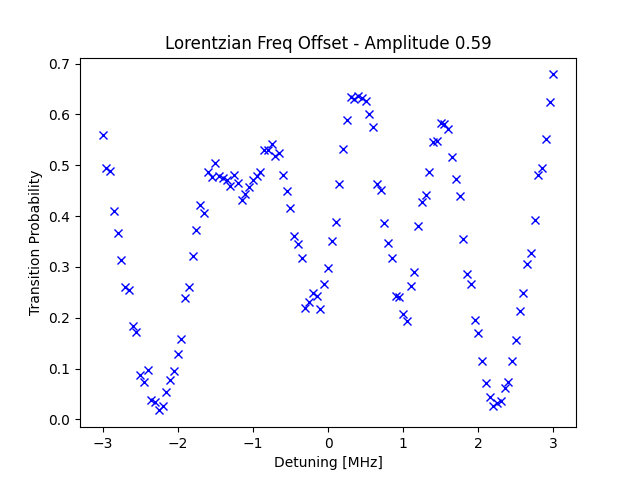 Lorentzian Freq Offset - Amplitude 0.59
0.7
0.6
0.5
0.4
0.3
0.2
0.1
0.0
Transition Probability
−3 −2 −1 0 1 2 3
Detuning [MHz]